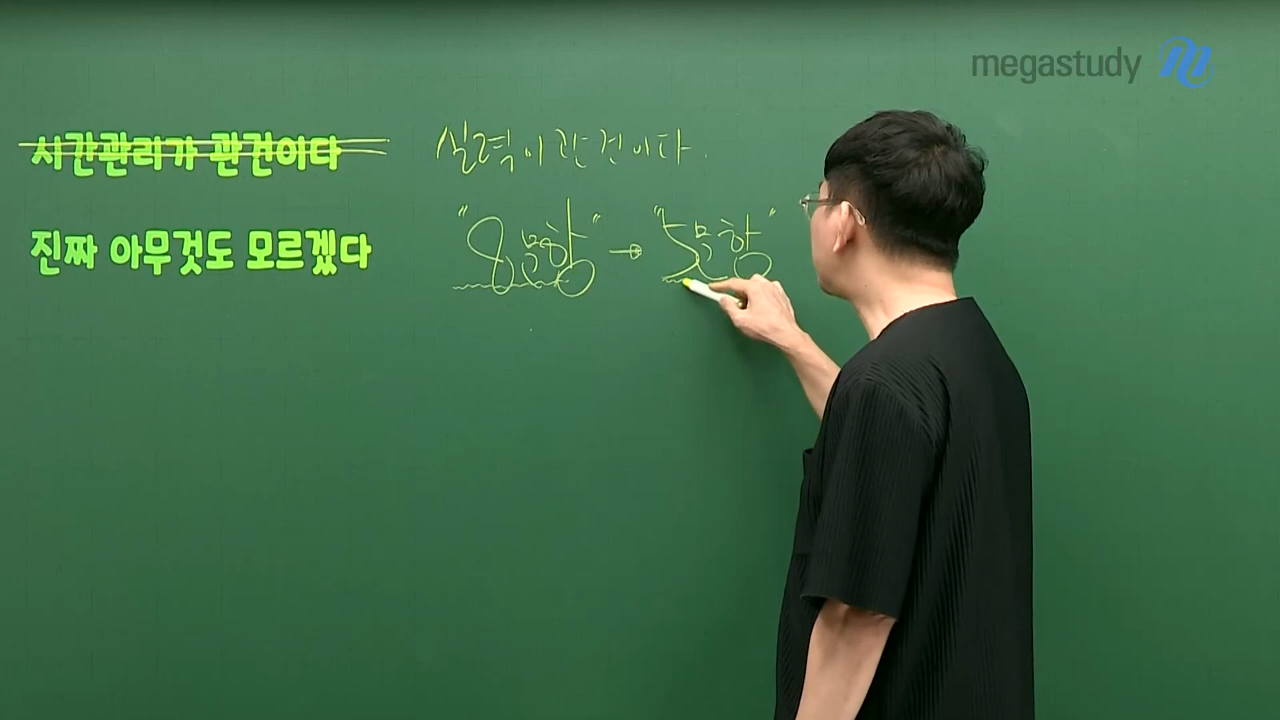 megastudy
시간관리가 관건이다
실력이관건이다.
"8문항" → "5문항"
진짜 아무것도 모르겠다